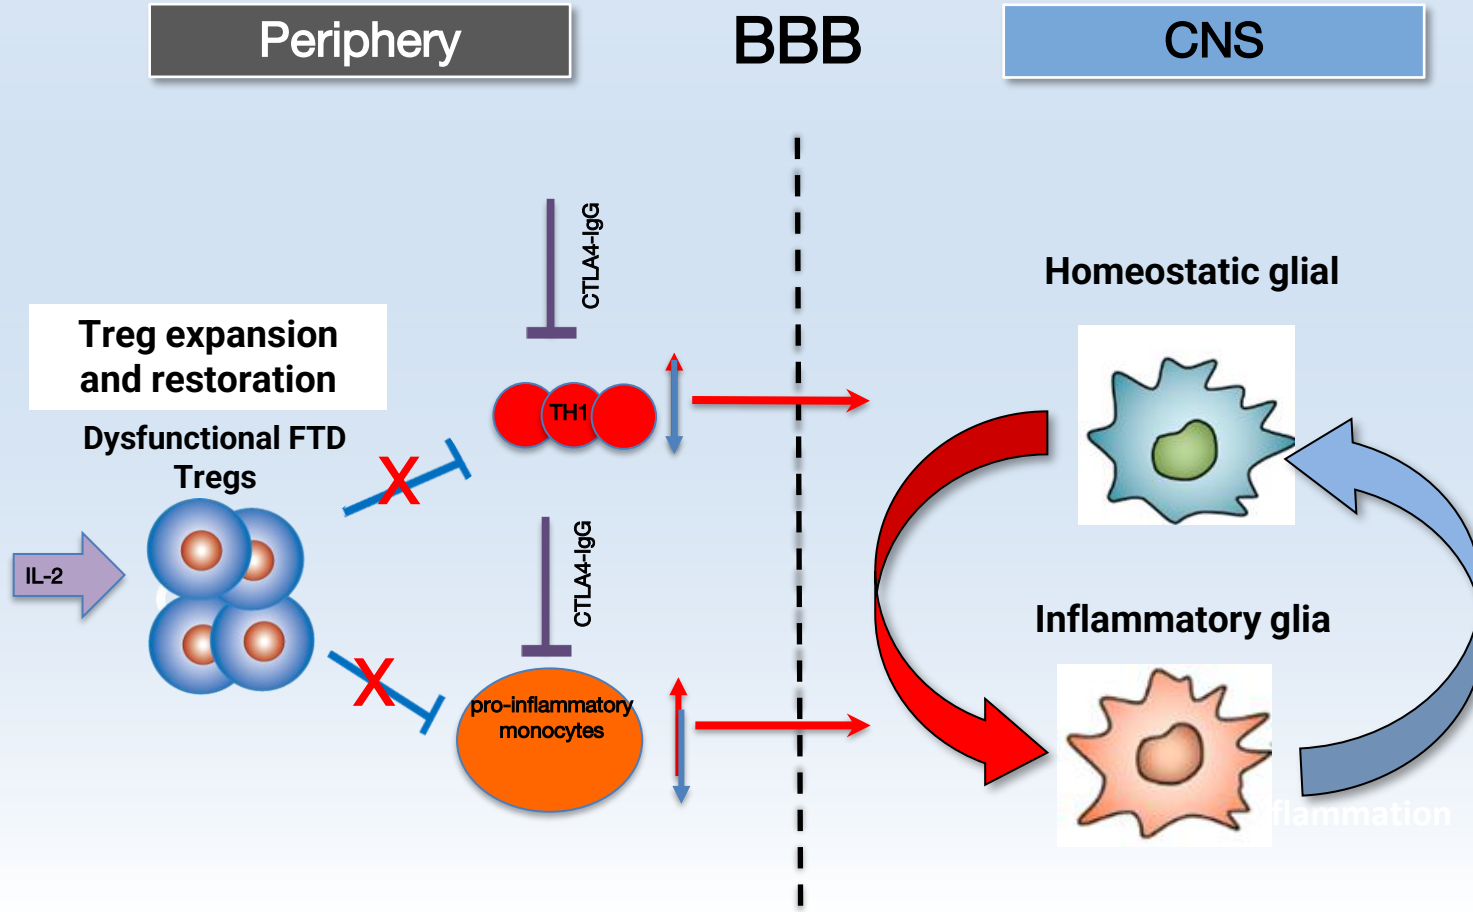 Periphery
BBB
CNS
CTLA4-IgG
Homeostatic glial
Treg expansion
and restoration
TH1
Dysfunctional FTD
Tregs
X
CTLA4-IgG
IL-2
Inflammatory glia
X
pro-inflammatory
monocytes
flammation